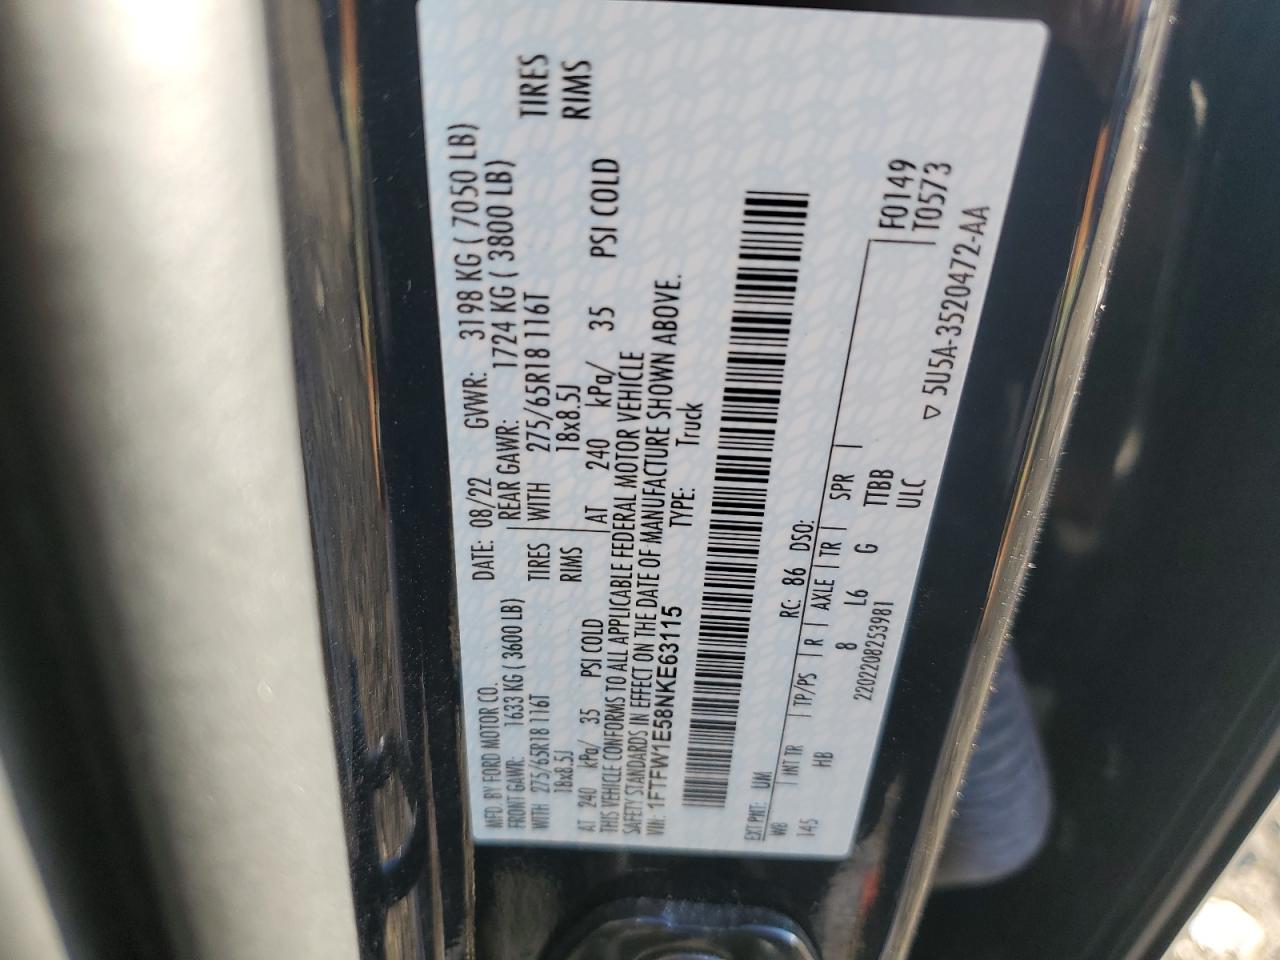 MFD. BY FORD MOTOR CO. DATE: 08/22 GVWR: 3198 KG ( 7050 LB)
FRONT GAWR: 1633 KG ( 3600 LB) REAR GAWR: 1724 KG ( 3800 LB)
WITH 275/65R18 116T TIRES WITH 275/65R18 116T TIRES
18x8.5J RIMS 18x8.5J RIMS
AT 240 kPa/ 35 PSI COLD AT 240 kPa/ 35 PSI COLD
THIS VEHICLE CONFORMS TO ALL APPLICABLE FEDERAL MOTOR VEHICLE
SAFETY STANDARDS IN EFFECT ON THE DATE OF MANUFACTURE SHOWN ABOVE.
VIN: 1FTFW1E58NKE63115 TYPE: Truck
EXT PNT: UM RC: 86 DSO:
WB INT TR TP/PS R AXLE TR SPR F0149
145 HB 8 L6 G TTBB T0573
2202208253981 ULC
▽ 5U5A-3520472-AA